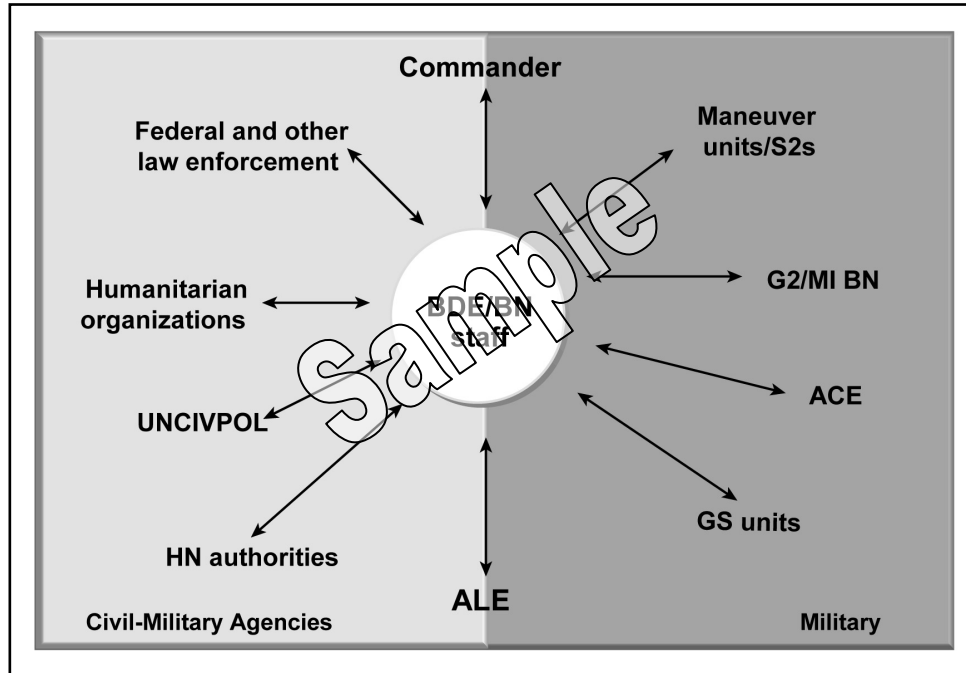 Commander
Federal and other
law enforcement
Maneuver
units/S2s
Humanitarian
organizations
G2/MI BN
BDE/BN
staff
Sample
ACE
UNCIVPOL
GS units
HN authorities
ALE
Civil-Military Agencies
Military